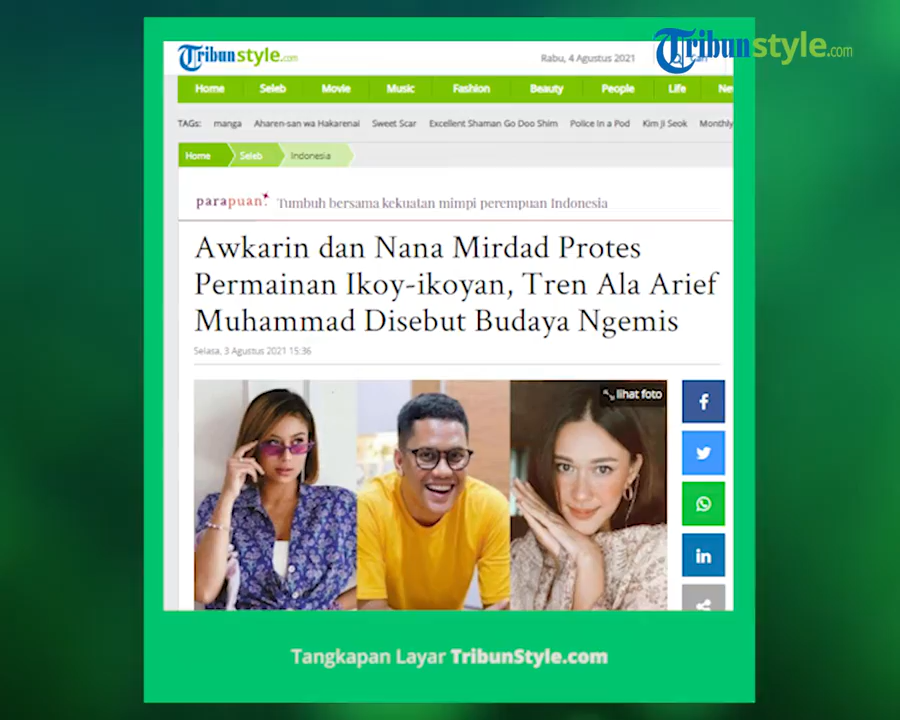 Tribunstyle.com
Rabu, 4 Agustus 2021
Tribunstyle.com
Home Seleb Movie Music Fashion Beauty People Life
TAGs: manga Aharen-san wa Hakarenai Sweet Scar Excellent Shaman Go Doo Shim Police In a Pod Kim Ji Seok Monthly
Home Seleb Indonesia
parapuan. Tumbuh bersama kekuatan mimpi perempuan Indonesia
Awkarin dan Nana Mirdad Protes
Permainan Ikoy-ikoyan, Tren Ala Arief
Muhammad Disebut Budaya Ngemis
Selasa, 3 Agustus 2021 15:36
lihat foto
Tangkapan Layar TribunStyle.com